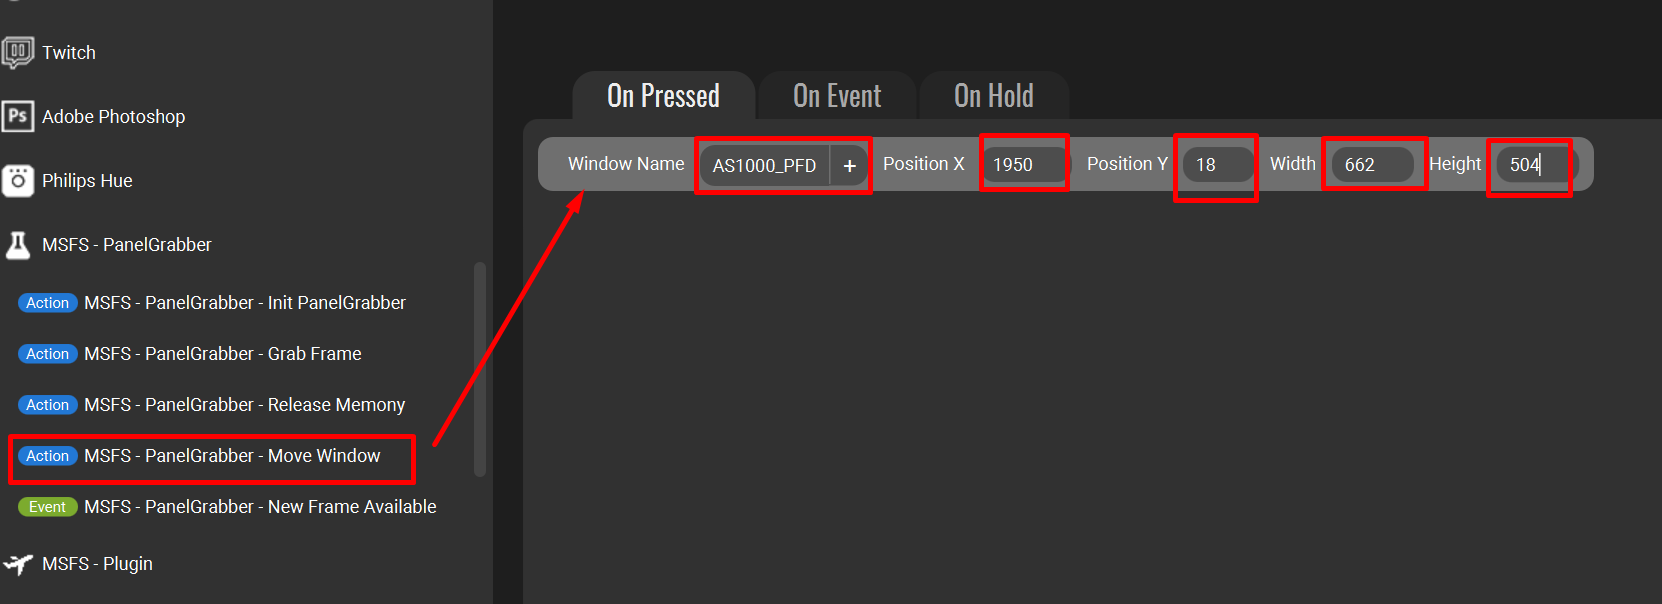 Twitch
Ps Adobe Photoshop
Philips Hue
MSFS - PanelGrabber
Action MSFS - PanelGrabber - Init PanelGrabber
Action MSFS - PanelGrabber - Grab Frame
Action MSFS - PanelGrabber - Release Memony
Action MSFS - PanelGrabber - Move Window
Event MSFS - PanelGrabber - New Frame Available
MSFS - Plugin
On Pressed On Event On Hold
Window Name AS1000_PFD + Position X 1950 Position Y 18 Width 662 Height 504